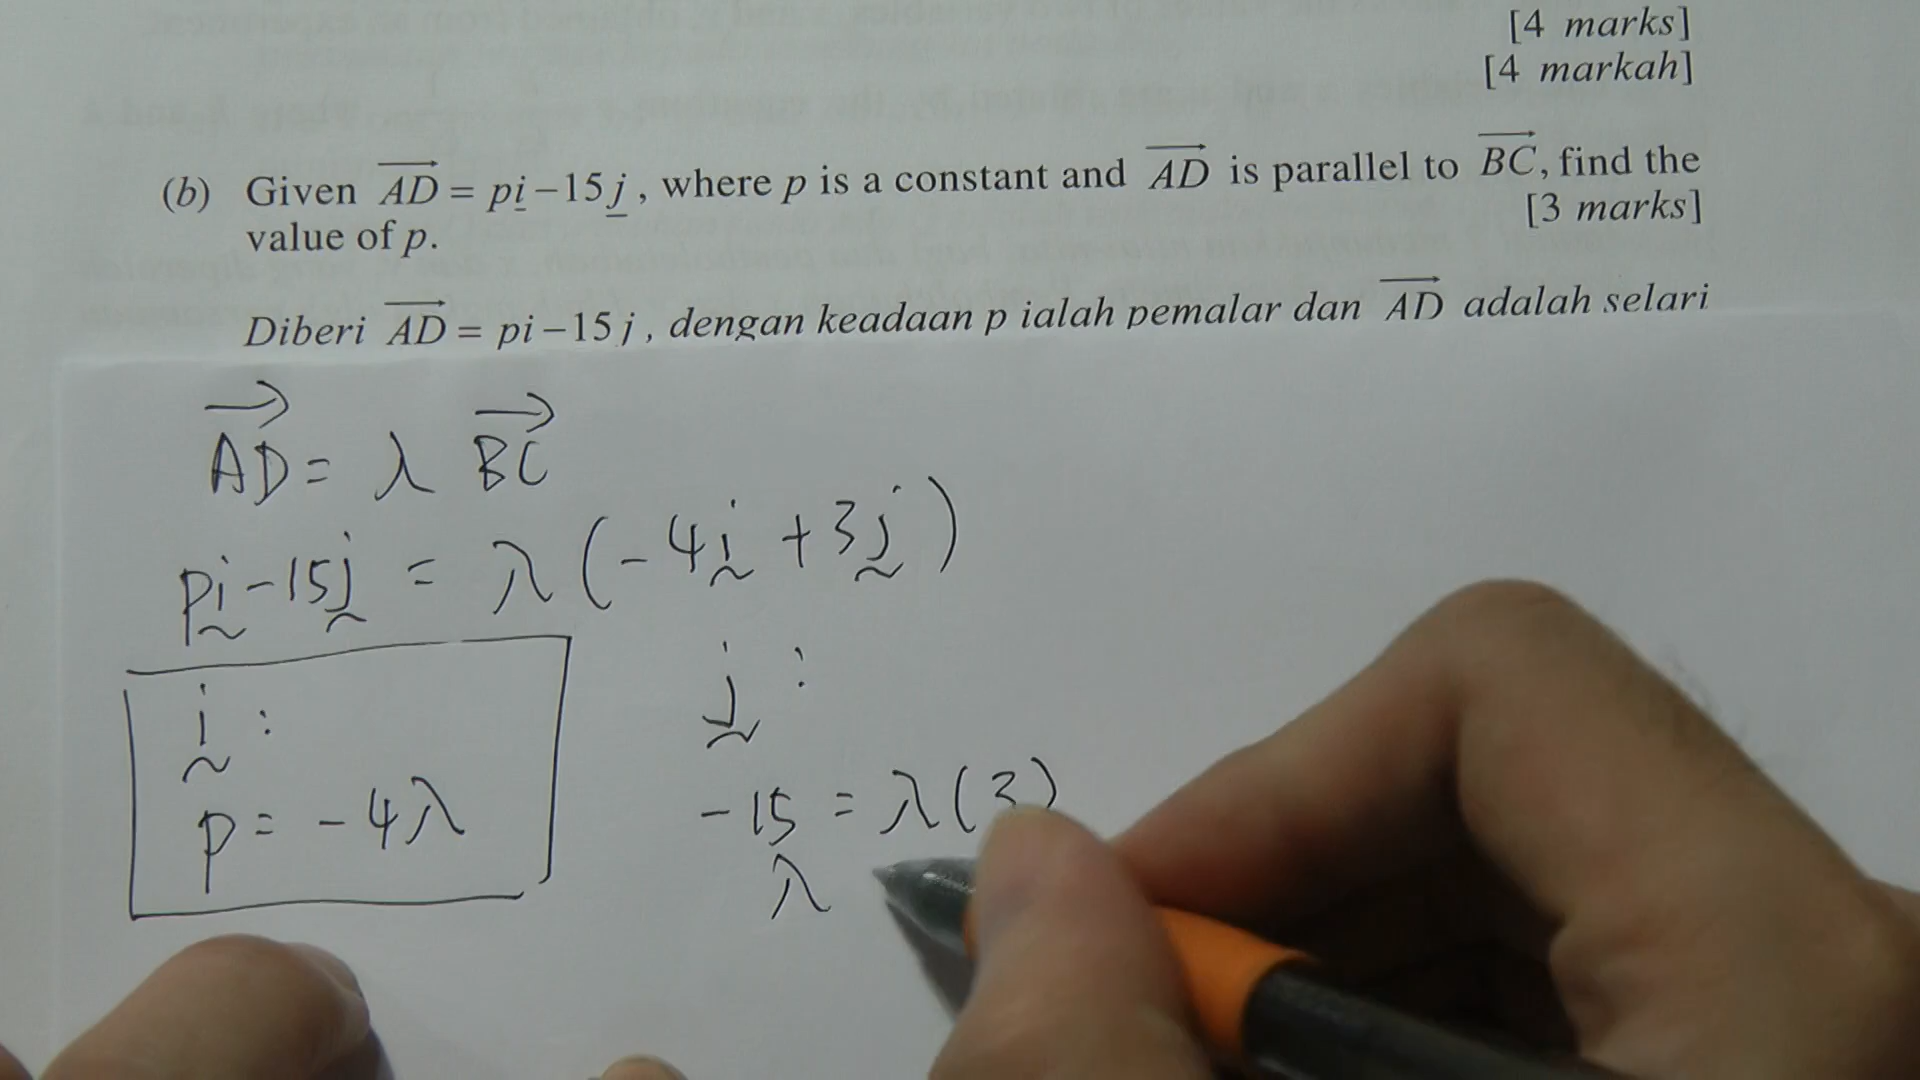 [4 marks]
[4 markah]
(b) Given AD = pi – 15j, where p is a constant and AD is parallel to BC, find the
value of p. [3 marks]
Diberi AD = pi – 15j, dengan keadaan p ialah pemalar dan AD adalah selari
AD = λ BC
pi - 15j = λ(-4i + 3j)
i :
p = -4λ
j :
-15 = λ(3)
λ